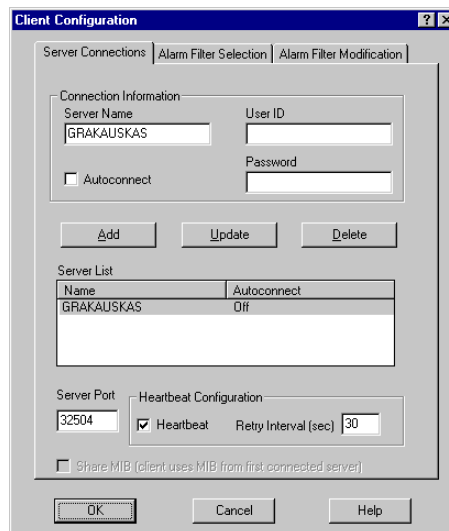 Client Configuration
Server Connections Alarm Filter Selection Alarm Filter Modification
Connection Information
Server Name User ID
GRAKAUSKAS
Password
Autoconnect
Add Update Delete
Server List
Name Autoconnect
GRAKAUSKAS Off
Server Port Heartbeat Configuration
32504 Heartbeat Retry Interval (sec) 30
Share MIB (client uses MIB from first connected server)
OK Cancel Help